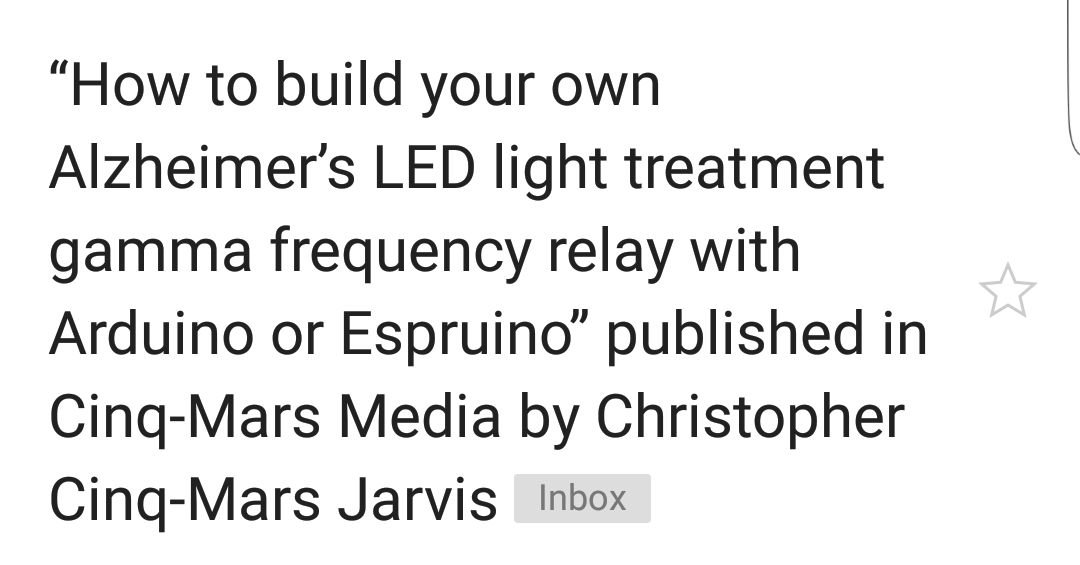 “How to build your own
Alzheimer’s LED light treatment
gamma frequency relay with
Arduino or Espruino” published in
Cinq-Mars Media by Christopher
Cinq-Mars Jarvis Inbox